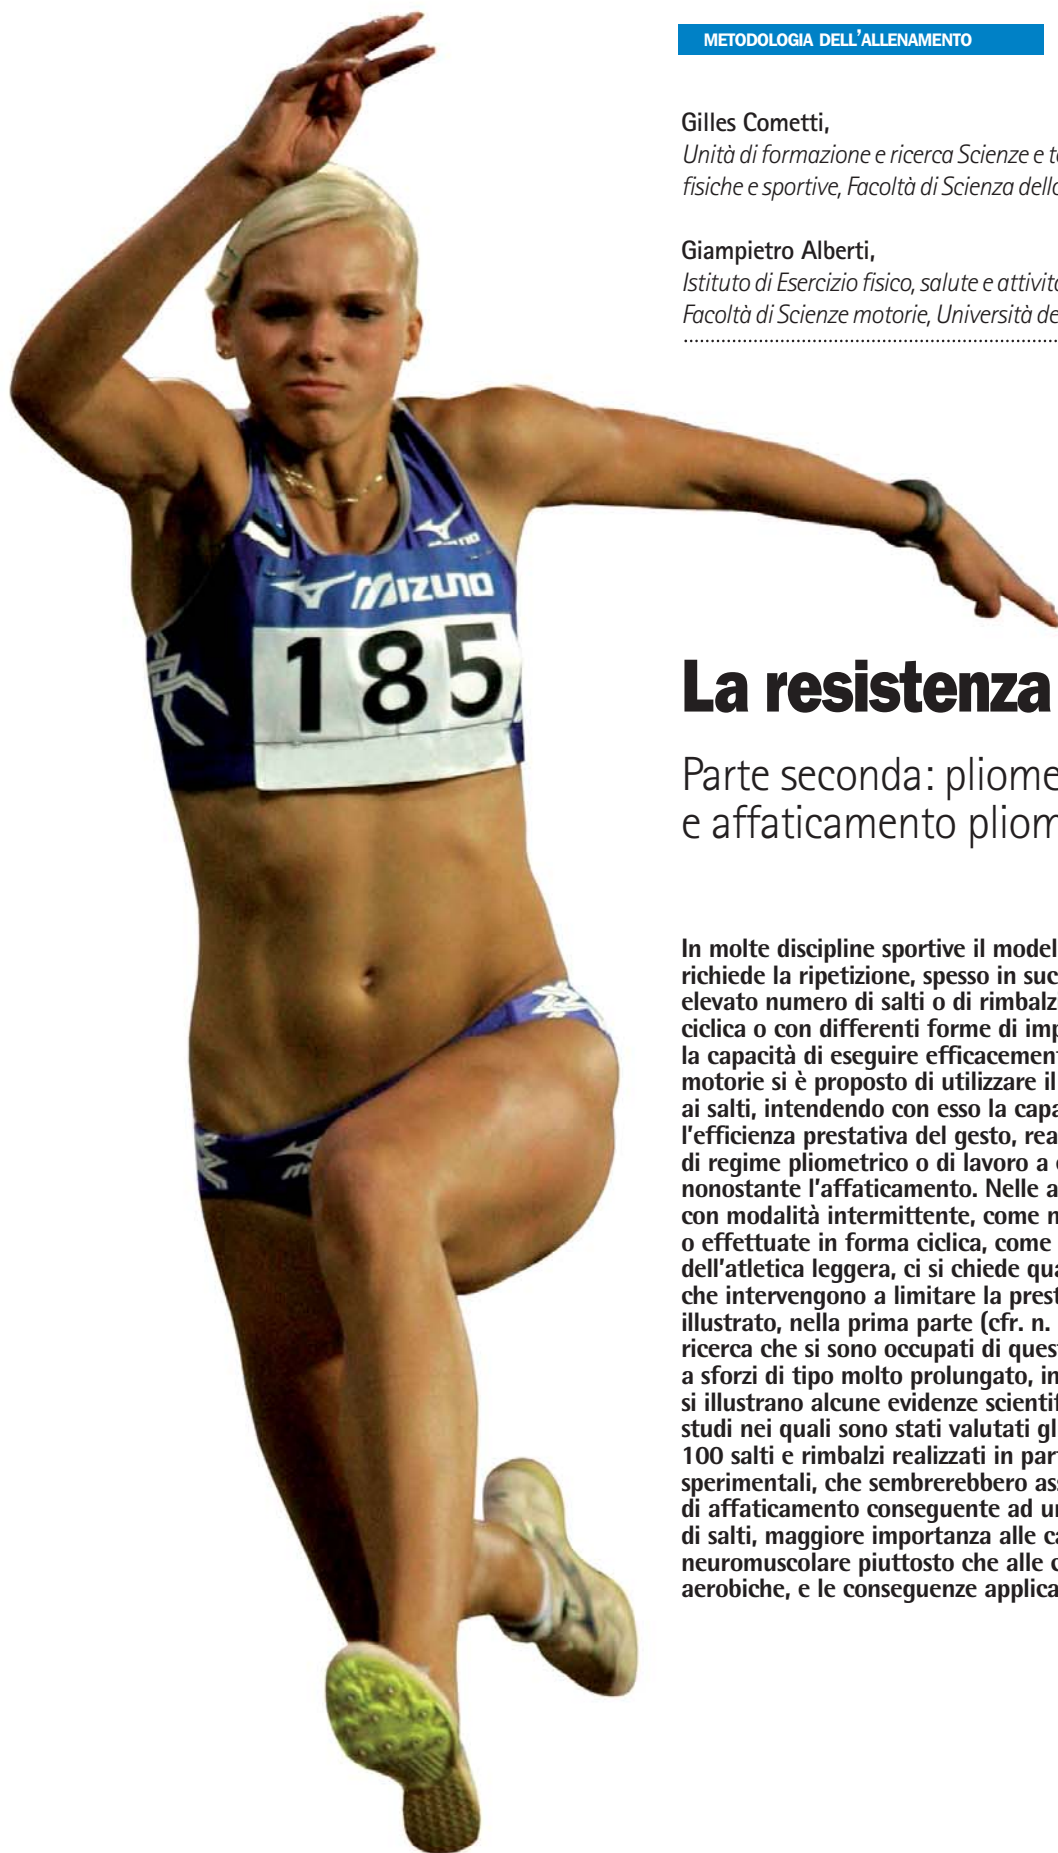 METODOLOGIA DELL'ALLENAMENTO
Gilles Cometti,
Unità di formazione e ricerca Scienze e
fisiche e sportive, Facoltà di Scienza dello
Giampietro Alberti,
Istituto di Esercizio fisico, salute e attività
Facoltà di Scienze motorie, Università de
MIZUNO
MIZUNO
185
La resistenza
Parte seconda: pliome
e affaticamento pliom
In molte discipline sportive il model
richiede la ripetizione, spesso in suc
elevato numero di salti o di rimbalzi
ciclica o con differenti forme di imp
la capacità di eseguire efficacement
motorie si è proposto di utilizzare il
ai salti, intendendo con esso la capa
l'efficienza prestativa del gesto, rea
di regime pliometrico o di lavoro a
nonostante l'affaticamento. Nelle a
con modalità intermittente, come n
o effettuate in forma ciclica, come
dell'atletica leggera, ci si chiede qua
che intervengono a limitare la prest
illustrato, nella prima parte (cfr. n.
ricerca che si sono occupati di quest
a sforzi di tipo molto prolungato, in
si illustrano alcune evidenze scientif
studi nei quali sono stati valutati gl
100 salti e rimbalzi realizzati in par
sperimentali, che sembrerebbero ass
di affaticamento conseguente ad un
di salti, maggiore importanza alle ca
neuromuscolare piuttosto che alle c
aerobiche, e le conseguenze applica